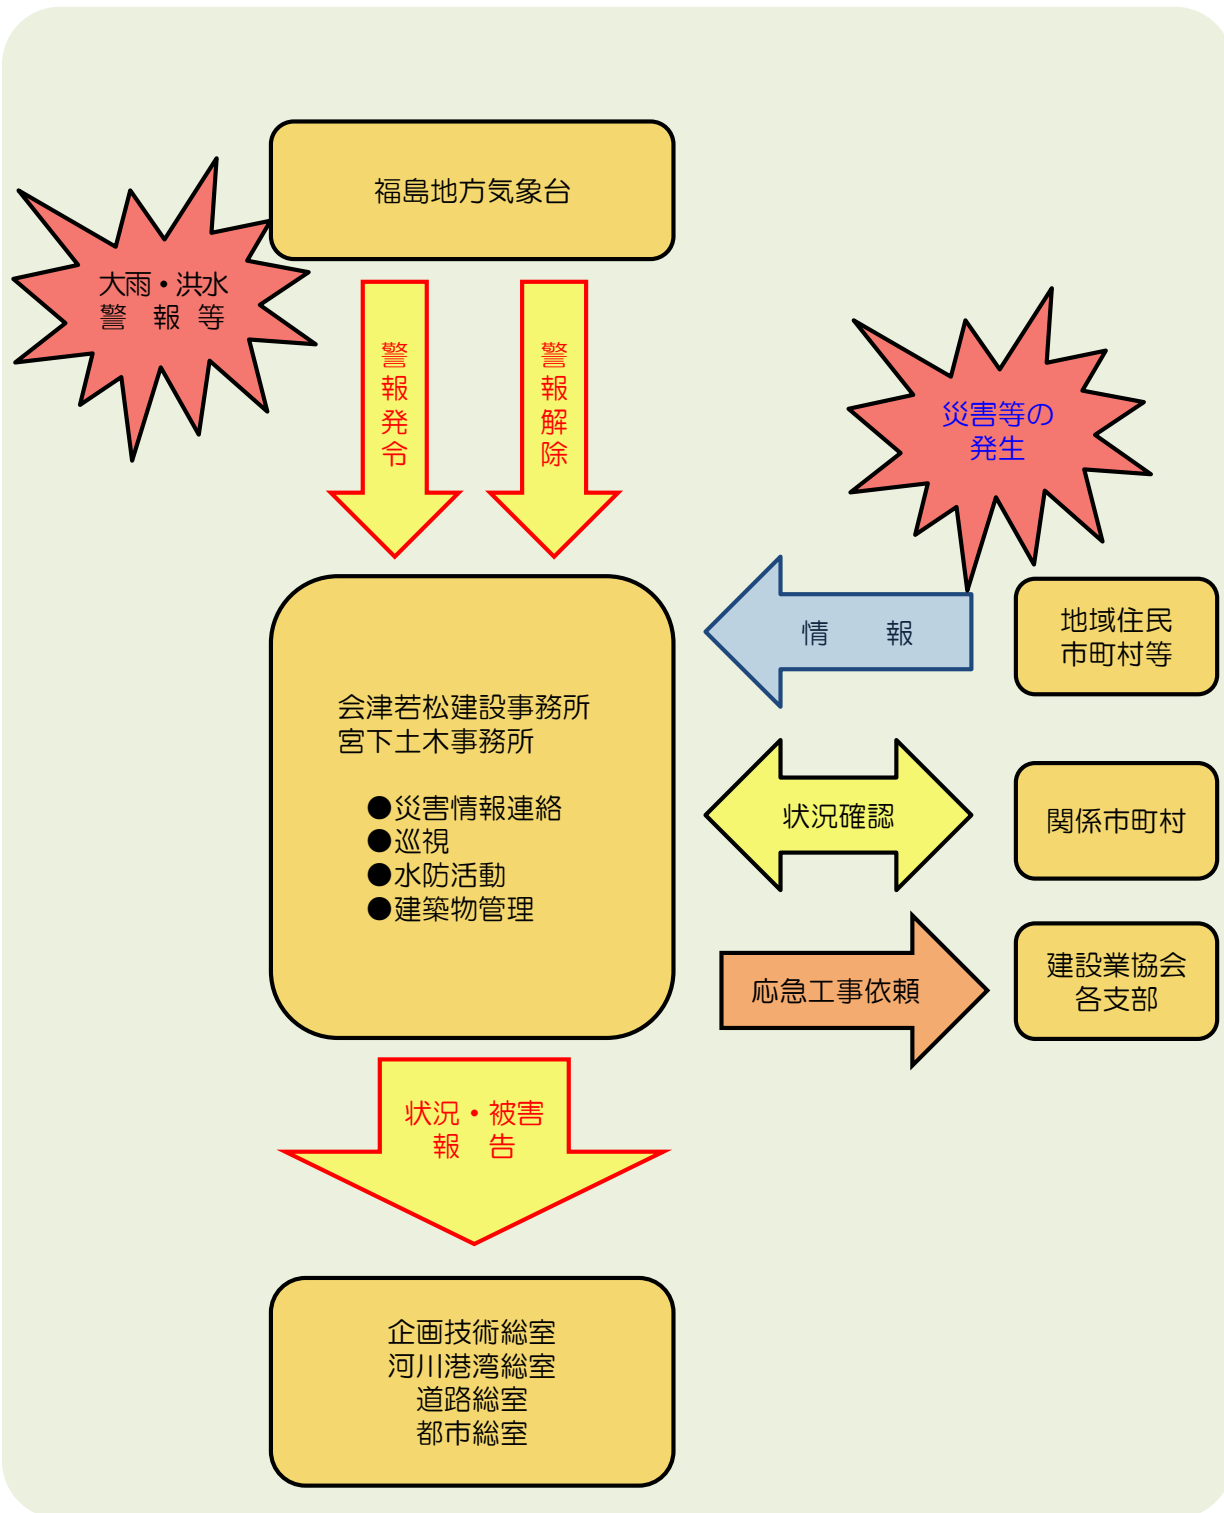 福島地方気象台
大雨・洪水
警 報 等
警報発令
警報解除
災害等の
発生
情 報
地域住民
市町村等
会津若松建設事務所
宮下土木事務所
●災害情報連絡
●巡視
●水防活動
●建築物管理
状況確認
関係市町村
応急工事依頼
建設業協会
各支部
状況・被害
報 告
企画技術総室
河川港湾総室
道路総室
都市総室